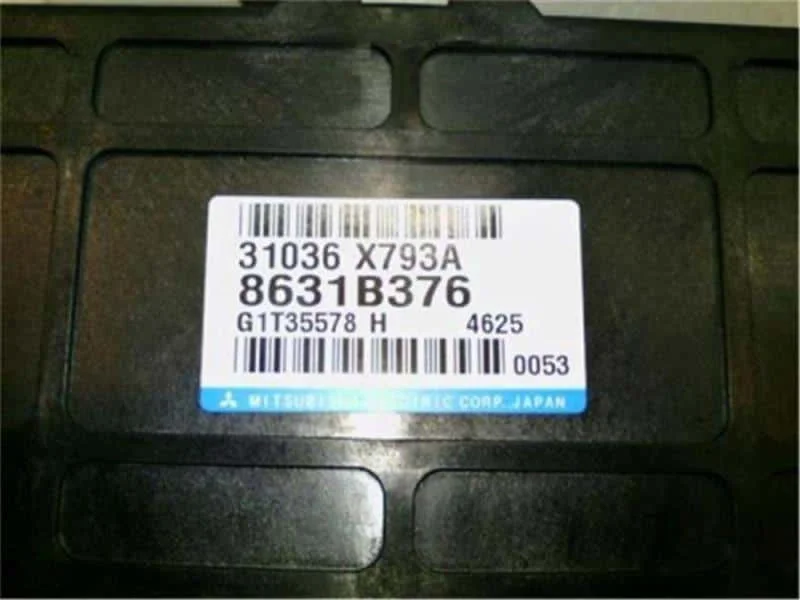 31036 X793A
8631B376
G1T35578 H 4625
0053
MITSUBISHI ELECTRIC CORP. JAPAN